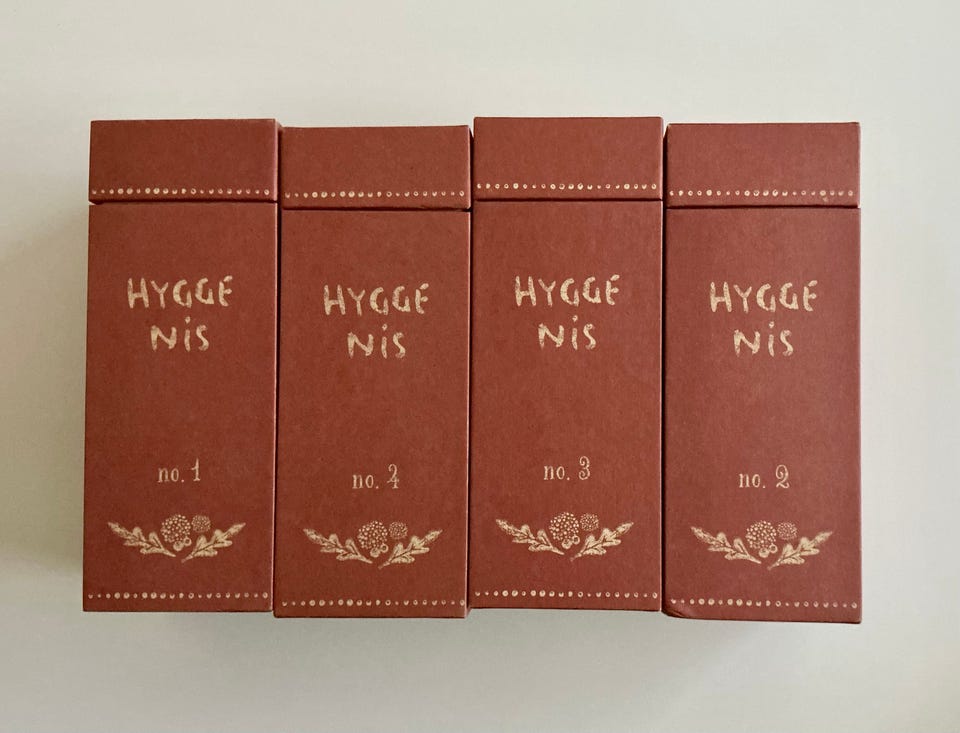 HYGGE
NiS
no. 1
HYGGE
NiS
no. 4
HYGGE
NiS
no. 3
HYGGE
NiS
no. 2